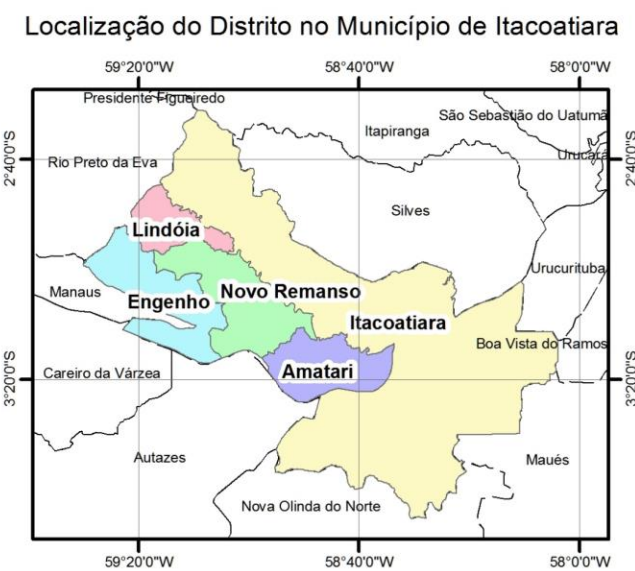 Localização do Distrito no Município de Itacoatiara
59°20'0"W
58°40'0"W
58°0'0"W
Presidente Figueiredo
São Sebastião do Uatumã
Itapiranga
Urucará
2°40'0"S
2°40'0"S
Rio Preto da Eva
Silves
Lindóia
Urucurituba
Manaus
Engenho
Novo Remanso
Itacoatiara
Boa Vista do Ramos
Careiro da Várzea
Amatari
3°20'0"S
3°20'0"S
Autazes
Maués
Nova Olinda do Norte
59°20'0"W
58°40'0"W
58°0'0"W